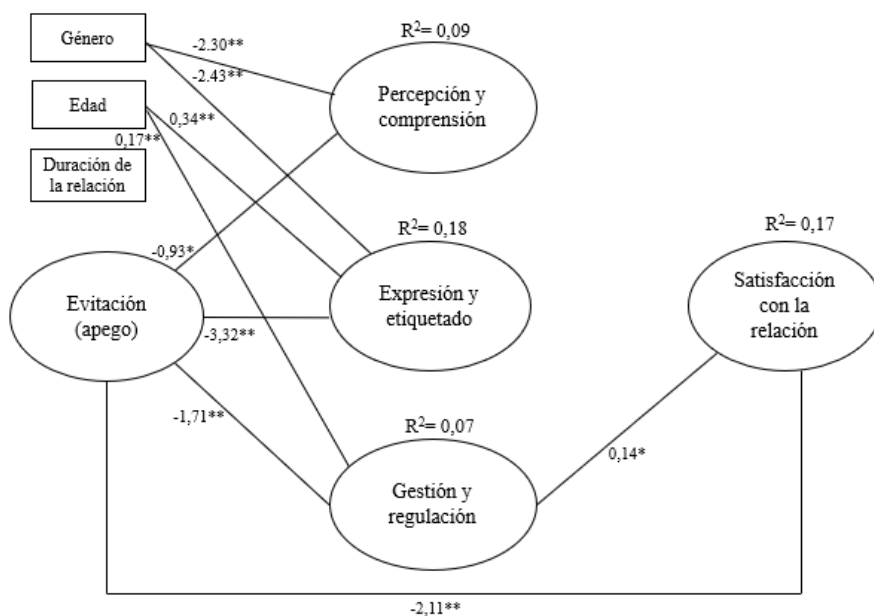 Género
Edad
Duración de
la relación
-2.30**
-2.43**
0,34**
0,17**
R²= 0,09
Percepción y
comprensión
-0,93*
Evitación
(apego)
-3,32**
-1,71**
R²= 0,18
Expresión y
etiquetado
R²= 0,07
Gestión y
regulación
R²= 0,17
Satisfacción
con la
relación
0,14*
-2,11**